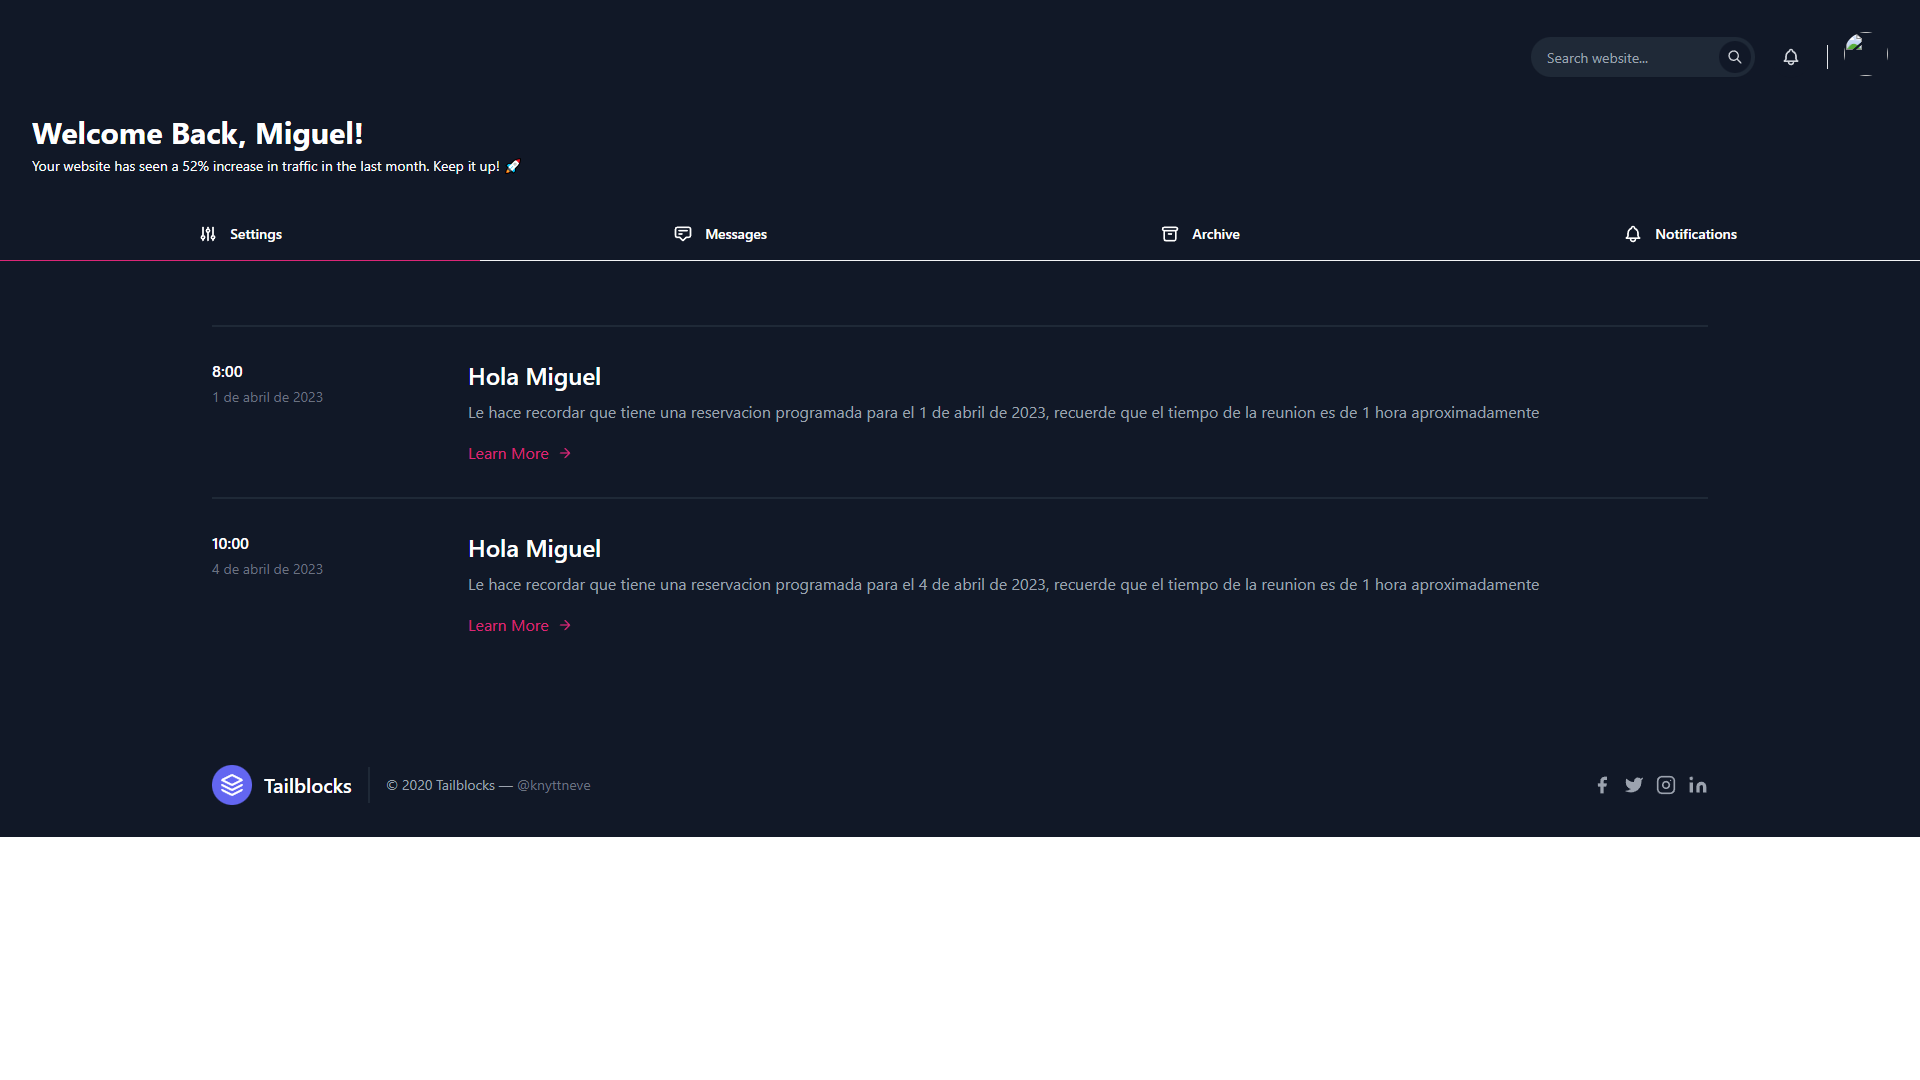 Search website...
Welcome Back, Miguel!
Your website has seen a 52% increase in traffic in the last month. Keep it up! 🚀
Settings
Messages
Archive
Notifications
8:00
1 de abril de 2023
Hola Miguel
Le hace recordar que tiene una reservacion programada para el 1 de abril de 2023, recuerde que el tiempo de la reunion es de 1 hora aproximadamente
Learn More
10:00
4 de abril de 2023
Hola Miguel
Le hace recordar que tiene una reservacion programada para el 4 de abril de 2023, recuerde que el tiempo de la reunion es de 1 hora aproximadamente
Learn More
Tailblocks
© 2020 Tailblocks — @knyttneve